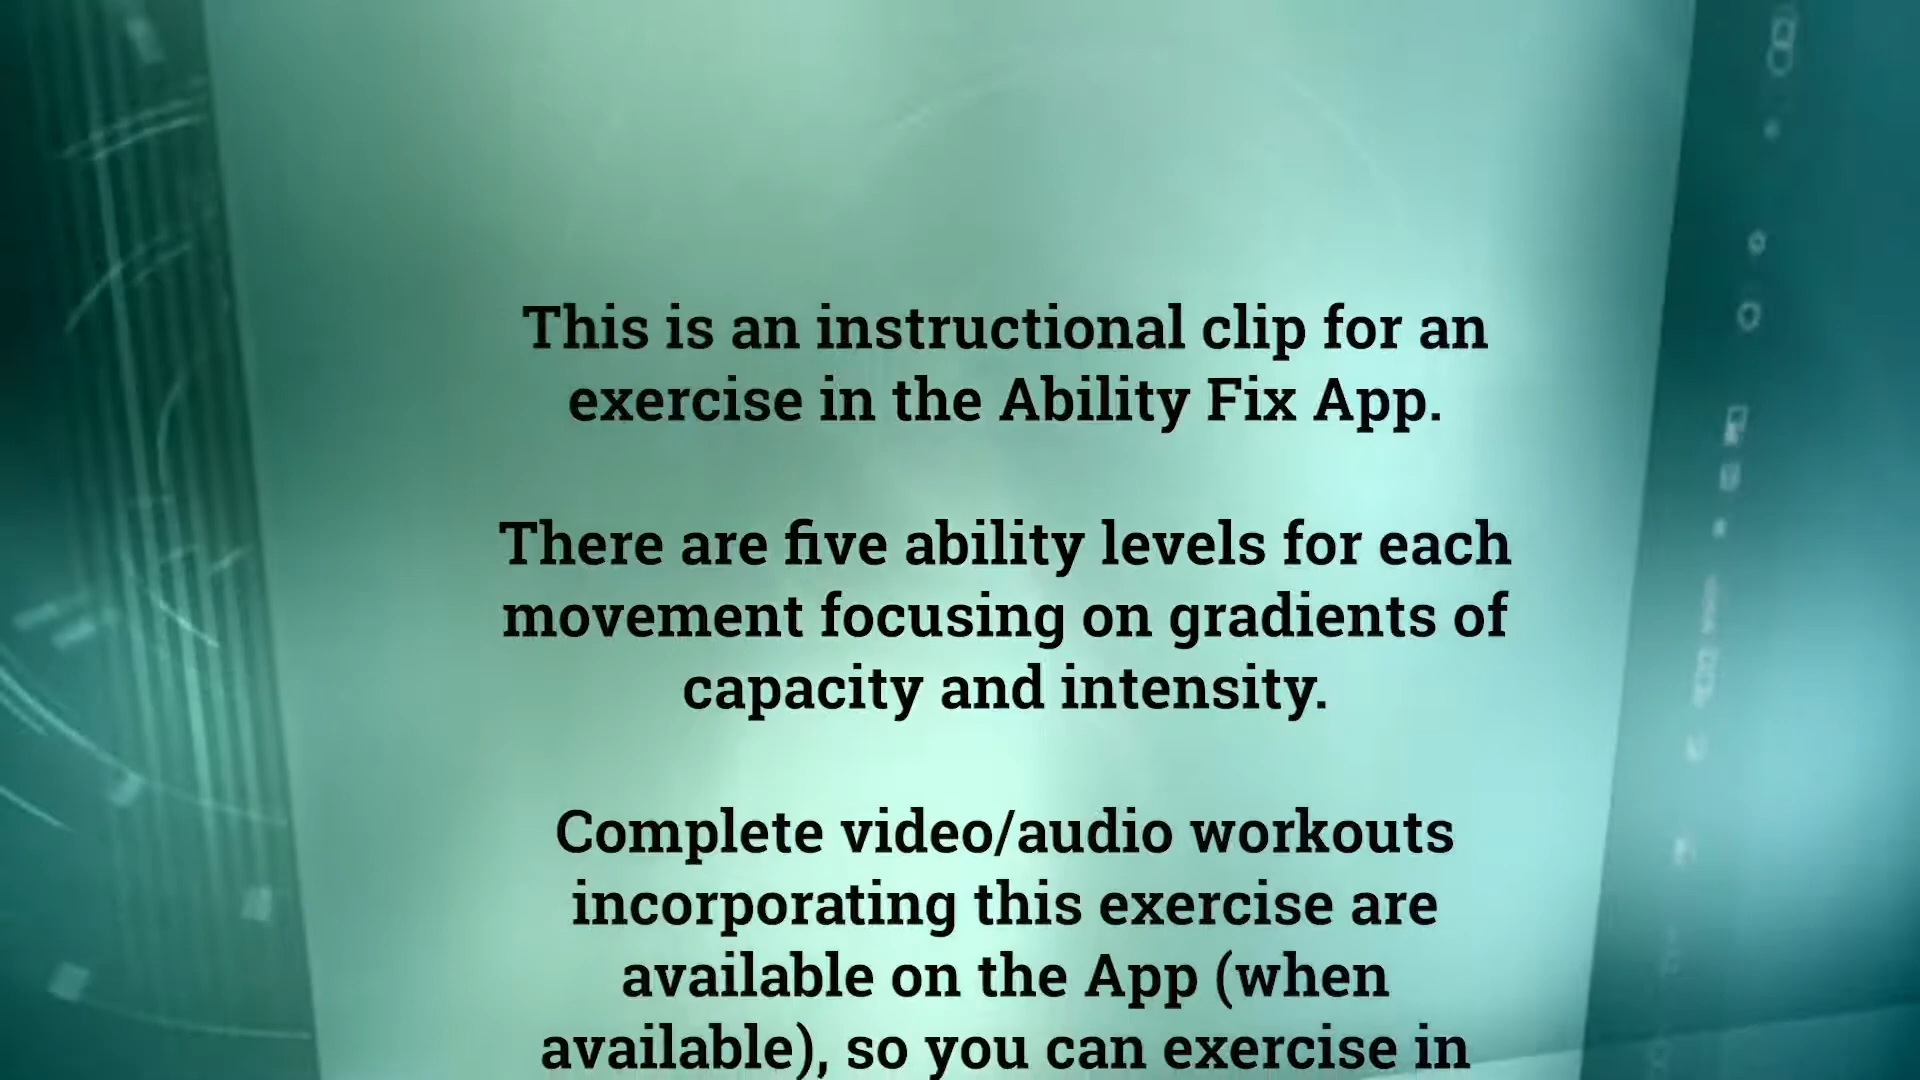 This is an instructional clip for an
exercise in the Ability Fix App.
There are five ability levels for each
movement focusing on gradients of
capacity and intensity.
Complete video/audio workouts
incorporating this exercise are
available on the App (when
available), so you can exercise in